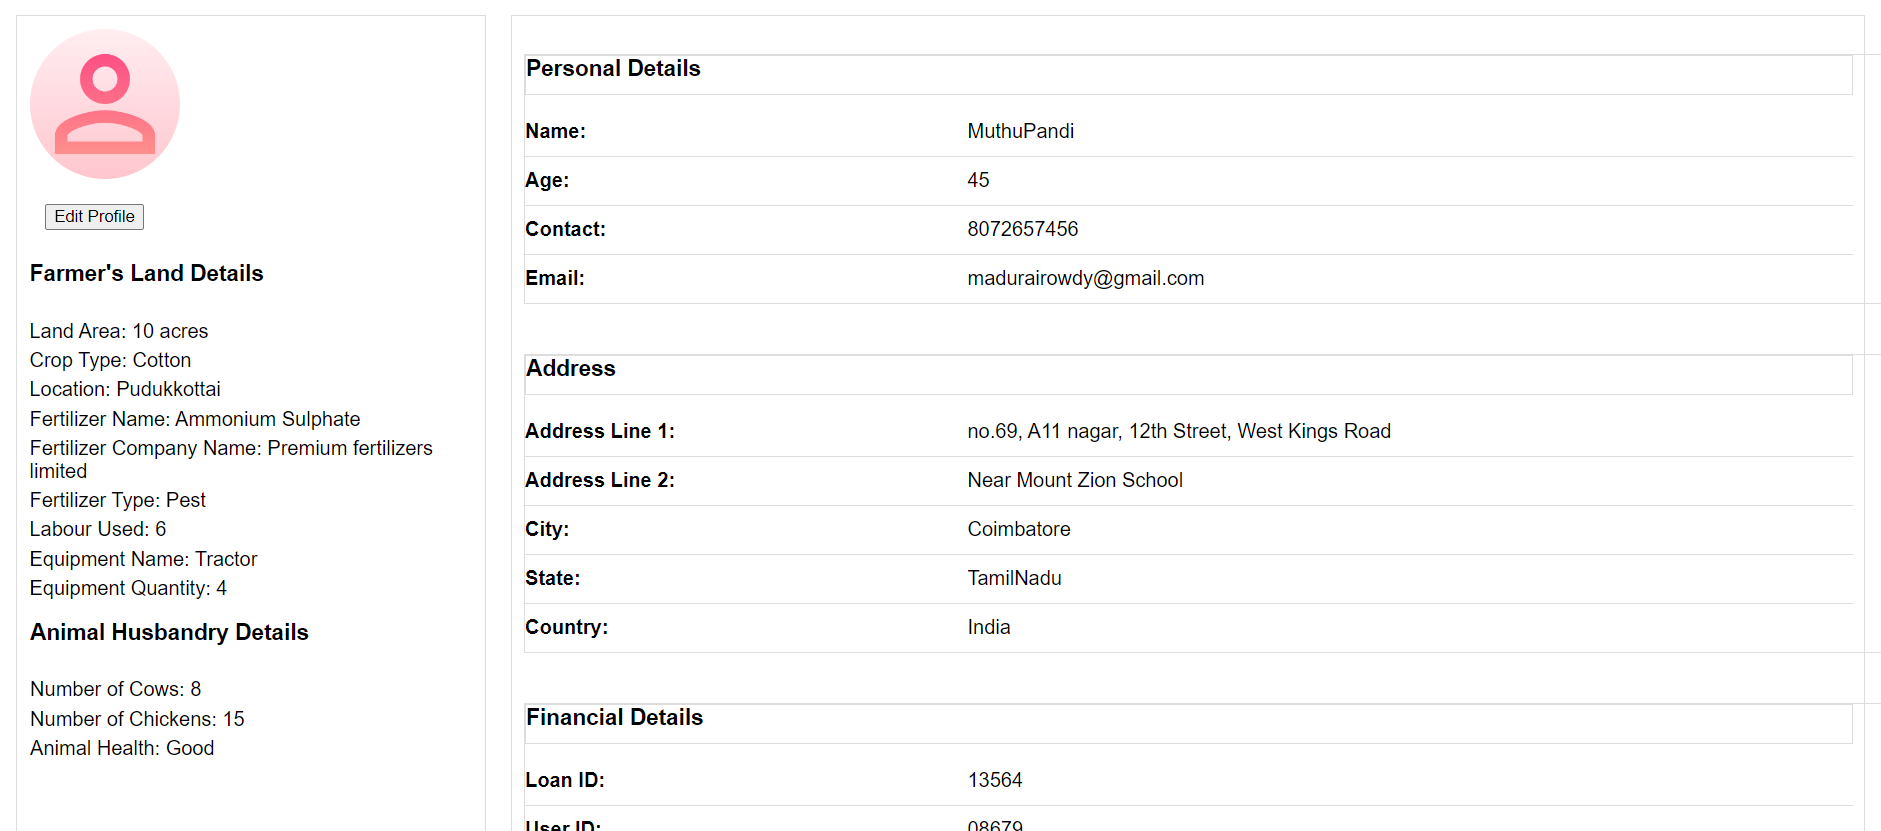 Edit Profile
Farmer's Land Details
Land Area: 10 acres
Crop Type: Cotton
Location: Pudukkottai
Fertilizer Name: Ammonium Sulphate
Fertilizer Company Name: Premium fertilizers
limited
Fertilizer Type: Pest
Labour Used: 6
Equipment Name: Tractor
Equipment Quantity: 4
Animal Husbandry Details
Number of Cows: 8
Number of Chickens: 15
Animal Health: Good
Personal Details
Name: MuthuPandi
Age: 45
Contact: 8072657456
Email: madurairowdy@gmail.com
Address
Address Line 1: no.69, A11 nagar, 12th Street, West Kings Road
Address Line 2: Near Mount Zion School
City: Coimbatore
State: TamilNadu
Country: India
Financial Details
Loan ID: 13564
User ID: 08679